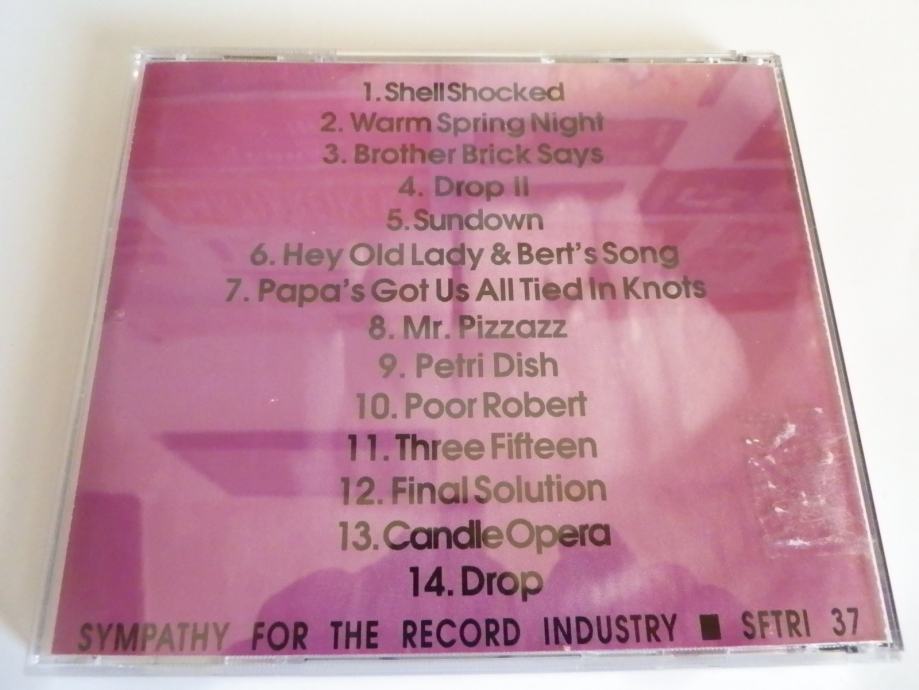 1. Shell Shocked
2. Warm Spring Night
3. Brother Brick Says
4. Drop II
5. Sundown
6. Hey Old Lady & Bert's Song
7. Papa's Got Us All Tied In Knots
8. Mr. Pizzazz
9. Petri Dish
10. Poor Robert
11. Three Fifteen
12. Final Solution
13. Candle Opera
14. Drop
SYMPATHY FOR THE RECORD INDUSTRY ■ SFTRI 37